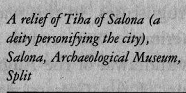 A relief of Tiha of Salona (a
deity personifying the city),
Salona, Archaeological Museum,
Split